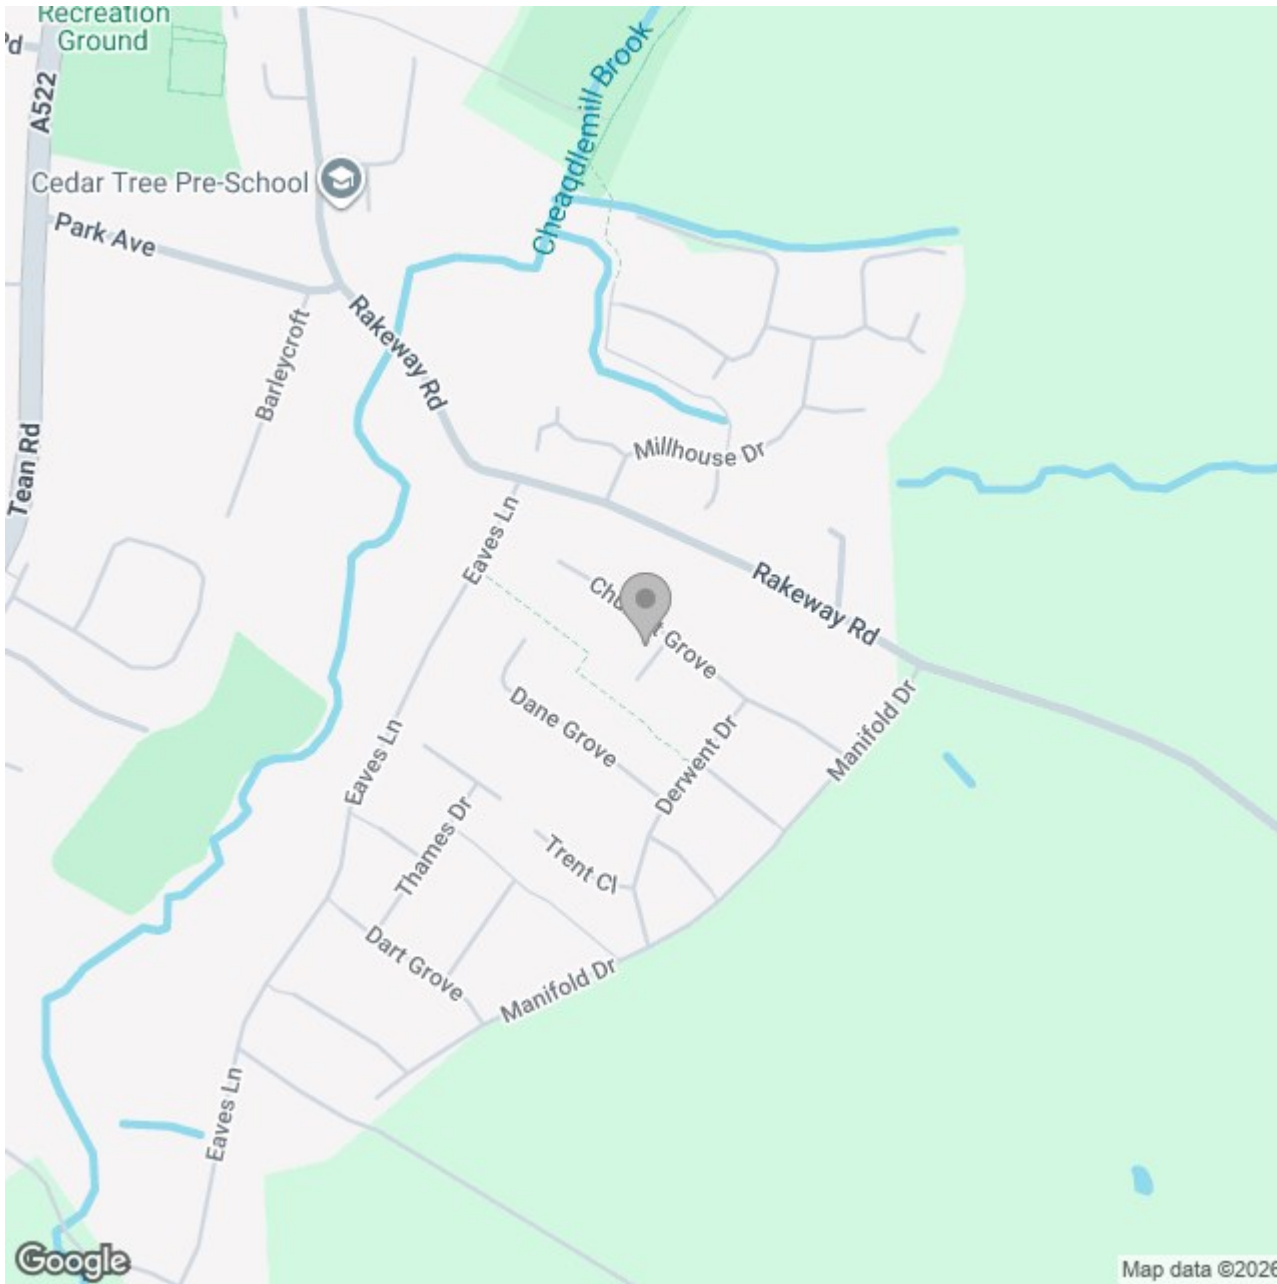 Recreation
Ground
A522
Cedar Tree Pre-School
Park Ave
Cheaqdlemill Brook
Rakeway Rd
Barleycroft
Tean Rd
Millhouse Dr
Eaves Ln
Rakeway Rd
Grove
Dane Grove
Derwent Dr
Manifold Dr
Eaves Ln
Thames Dr
Trent Cl
Dart Grove
Manifold Dr
Eaves Ln
Google
Map data ©2026